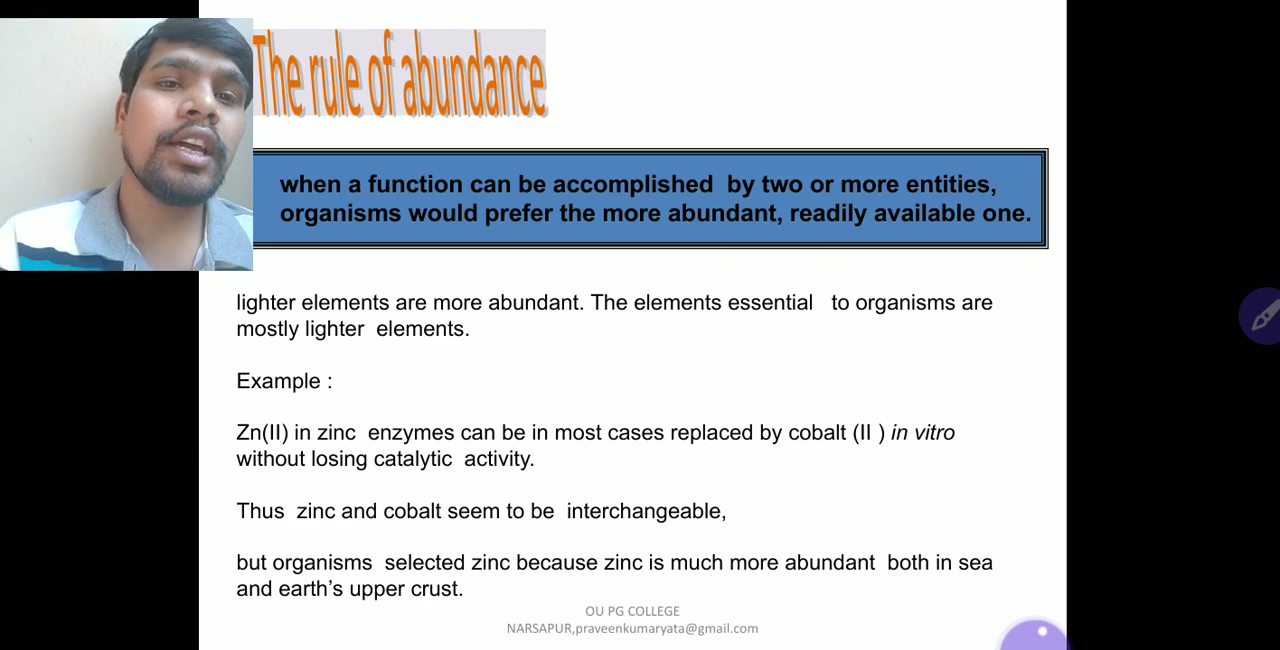 The rule of abundance
when a function can be accomplished by two or more entities,
organisms would prefer the more abundant, readily available one.
lighter elements are more abundant. The elements essential to organisms are
mostly lighter elements.
Example :
Zn(II) in zinc enzymes can be in most cases replaced by cobalt (II ) in vitro
without losing catalytic activity.
Thus zinc and cobalt seem to be interchangeable,
but organisms selected zinc because zinc is much more abundant both in sea
and earth’s upper crust.
OU PG COLLEGE
NARSAPUR,praveenkumaryata@gmail.com